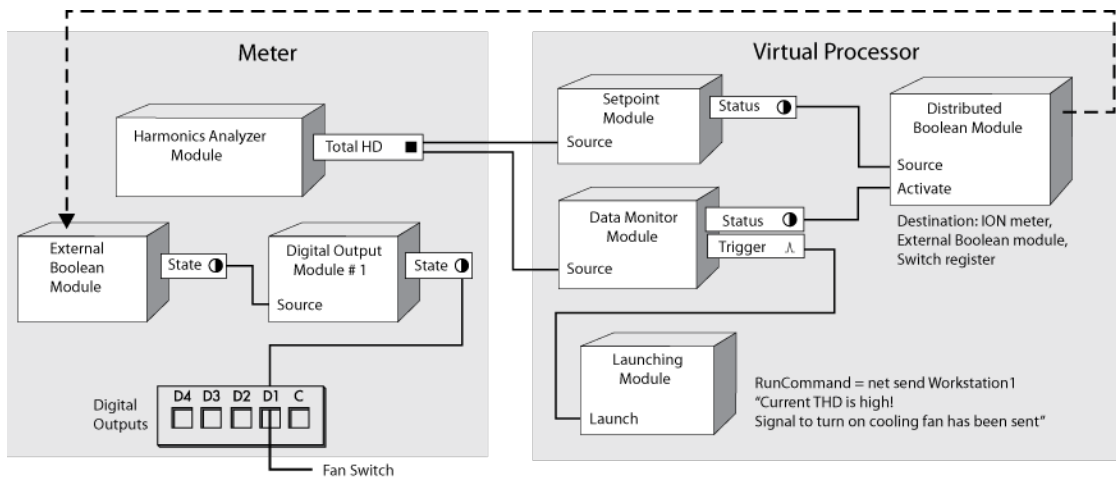 Meter
Harmonics Analyzer
Module
Total HD
External
Boolean
Module
State
Digital Output
Module # 1
State
Source
D4 D3 D2 D1 C
Digital
Outputs
Fan Switch
Virtual Processor
Setpoint
Module
Status
Source
Distributed
Boolean Module
Source
Activate
Data Monitor
Module
Status
Trigger
Source
Destination: ION meter,
External Boolean module,
Switch register
Launching
Module
Launch
RunCommand = net send Workstation1
“Current THD is high!
Signal to turn on cooling fan has been sent”